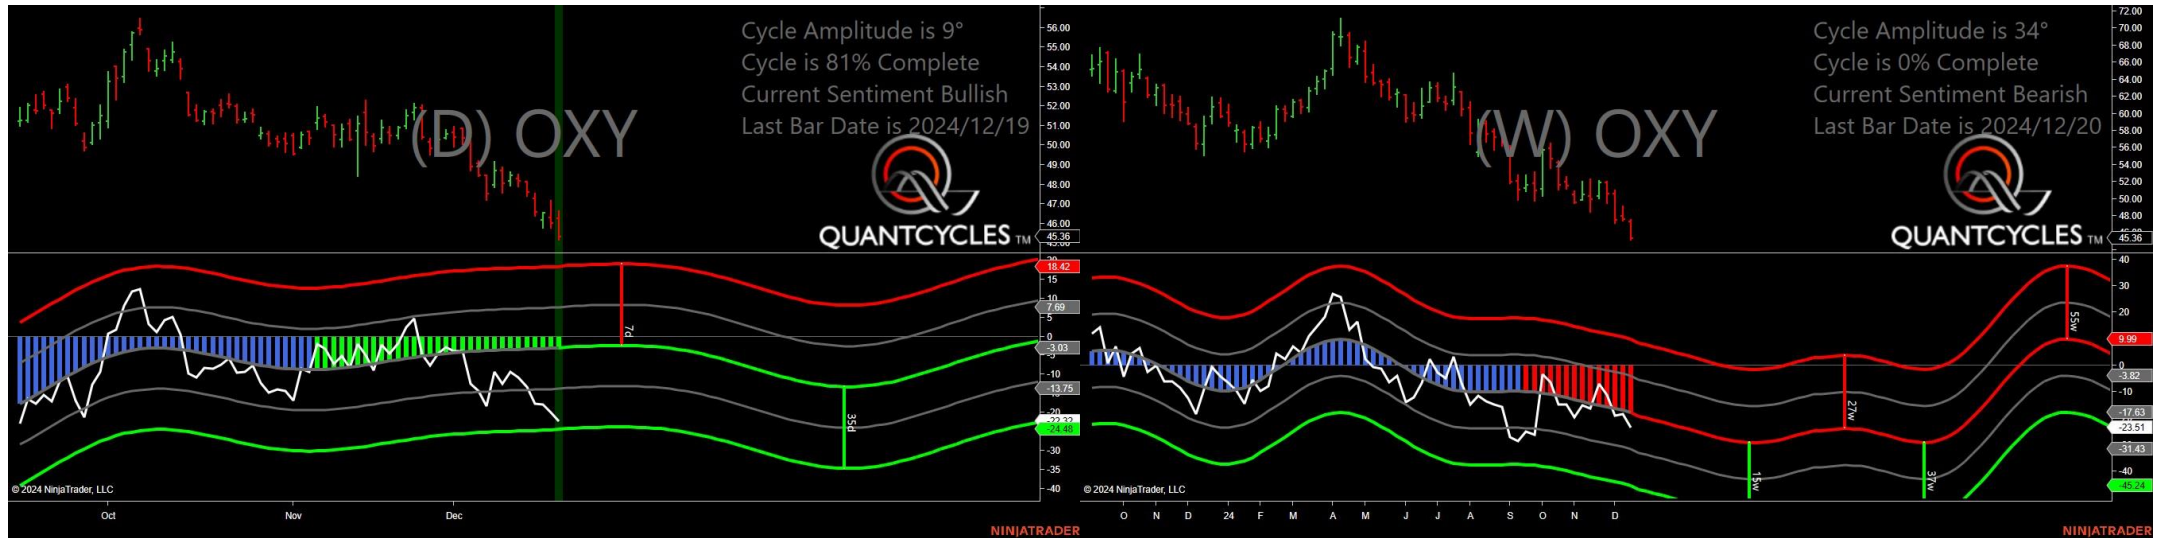 Cycle Amplitude is 9°
Cycle is 81% Complete
Current Sentiment Bullish
Last Bar Date is 2024/12/19
(D) OXY
QUANTCYCLES TM
56.00
55.00
54.00
53.00
52.00
51.00
50.00
49.00
48.00
47.00
46.00
45.36
18.42
15
10
7.69
5
0
-3.03
-5
-10
-13.75
-22.32
-24.48
-30
-35
-40
7d
35d
© 2024 NinjaTrader, LLC
Oct
Nov
Dec
NINJATRADER
Cycle Amplitude is 34°
Cycle is 0% Complete
Current Sentiment Bearish
Last Bar Date is 2024/12/20
(W) OXY
QUANTCYCLES TM
72.00
70.00
68.00
66.00
64.00
62.00
60.00
58.00
56.00
54.00
52.00
50.00
48.00
45.36
40
30
20
9.99
0
-3.82
-10
-17.63
-23.51
-31.43
-40
-45.24
15w
27w
37w
55w
© 2024 NinjaTrader, LLC
O N D 24 F M A M J J A S O N D
NINJATRADER